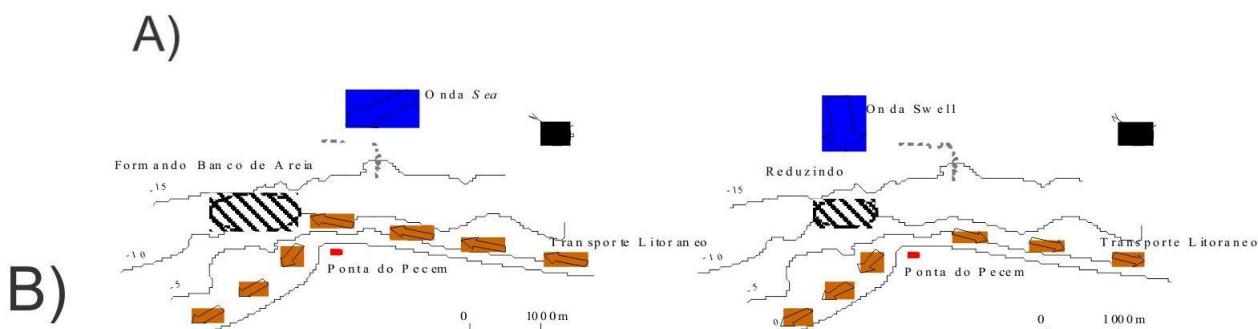 A)
Onda Sea
Formando Banco de Areia
-15
-10
-5
Transporte Litoraneo
Ponta do Pecem
0 1000m
B)
Onda Swell
Reduzindo
-15
-10
-5
0
Transporte Litoraneo
Ponta do Pecem
0 1000m